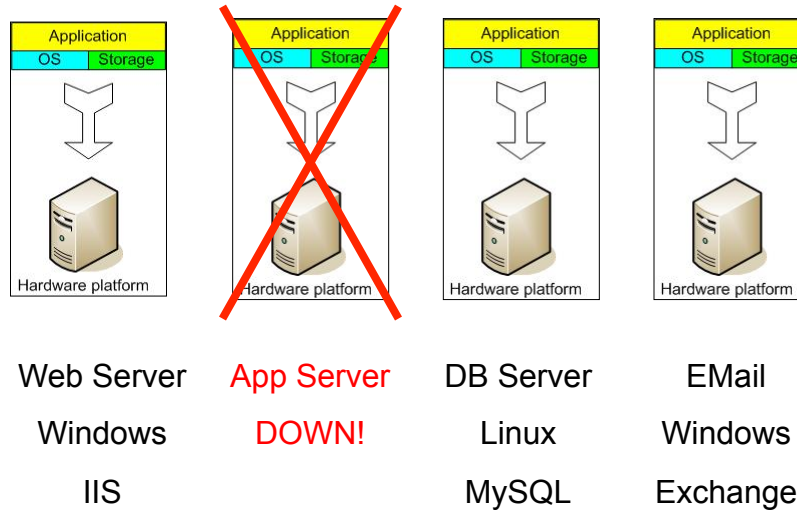 Application
OS Storage
Hardware platform
Application
OS Storage
Hardware platform
Application
OS Storage
Hardware platform
Application
OS Storage
Hardware platform
Web Server
Windows
IIS
App Server
DOWN!
DB Server
Linux
MySQL
EMail
Windows
Exchange